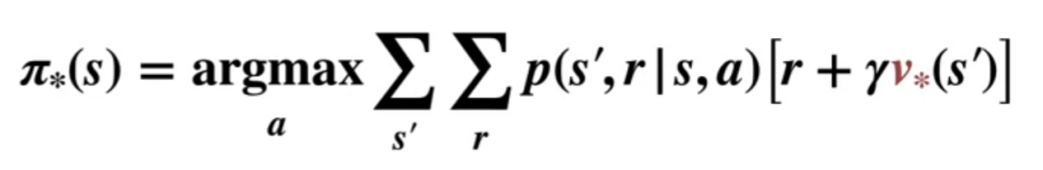 π∗(s) = argmax ∑ ∑ p(s′, r | s, a)[r + γv∗(s′)]
a s′ r